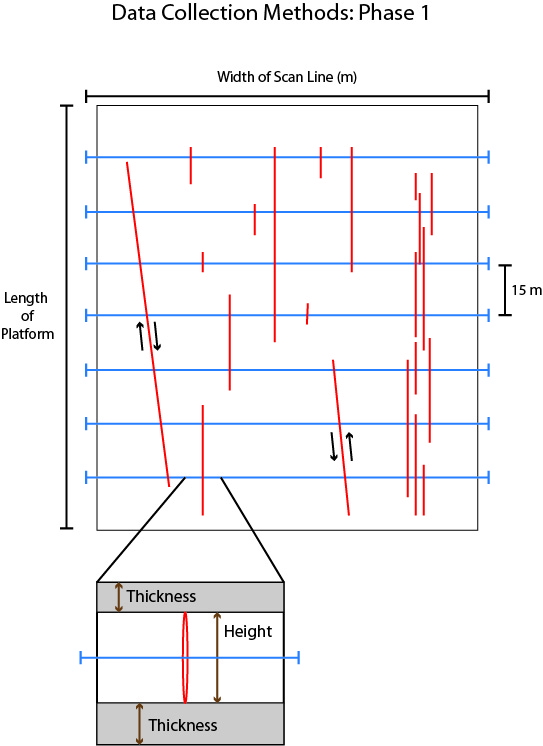 Data Collection Methods: Phase 1
Width of Scan Line (m)
15 m
Length
of
Platform
Thickness
Height
Thickness